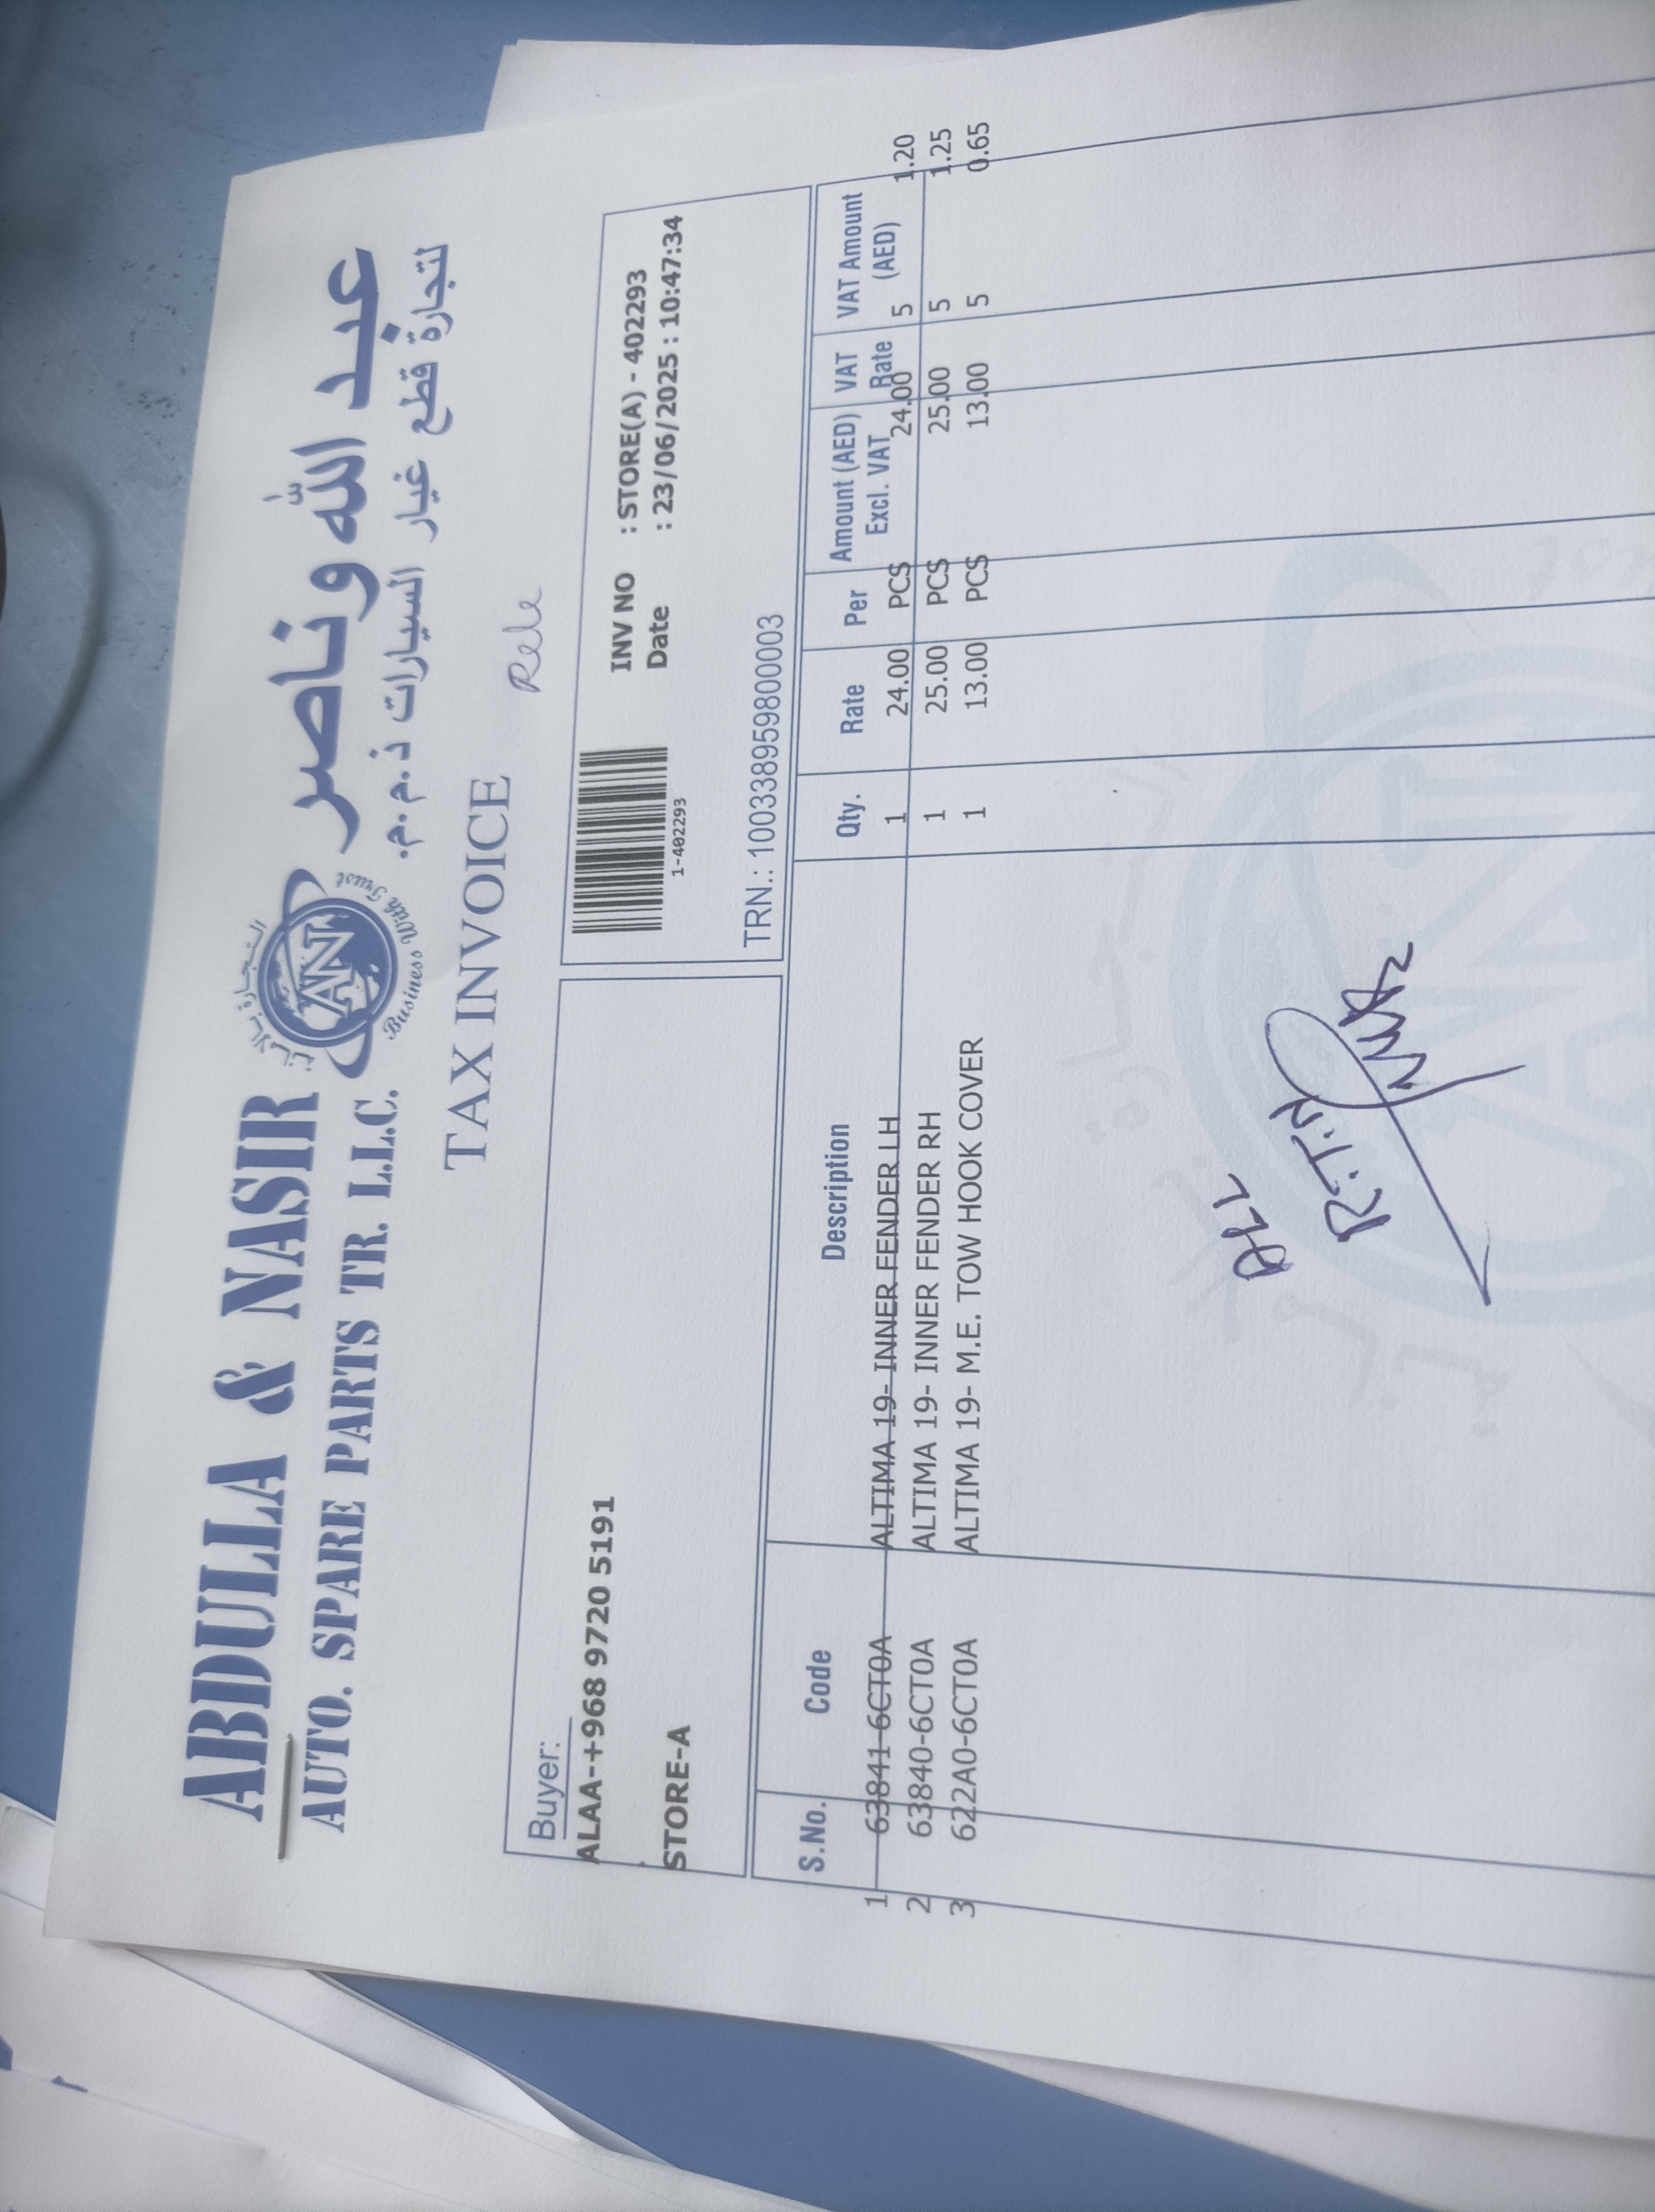 ABDULLA & NASIR
AUTO. SPARE PARTS TR. L.L.C.
AN
Business With Trust
عبد الله و ناصر
لتجارة قطع غيار السيارات ذ.م.م.
TAX INVOICE
Buyer:
ALAA-+968 9720 5191
STORE-A
1-402293
INV NO : STORE(A) - 402293
Date : 23/06/2025 : 10:47:34
TRN.: 100338959800003
S.No. Code Description Qty. Rate Per Amount (AED) Excl. VAT VAT Rate VAT Amount (AED)
1 63841-6CT0A ALTIMA 19- INNER FENDER LH 1 24.00 PCS 24.00 5 1.20
2 63840-6CT0A ALTIMA 19- INNER FENDER RH 1 25.00 PCS 25.00 5 1.25
3 622A0-6CT0A ALTIMA 19- M.E. TOW HOOK COVER 1 13.00 PCS 13.00 5 0.65
ALL